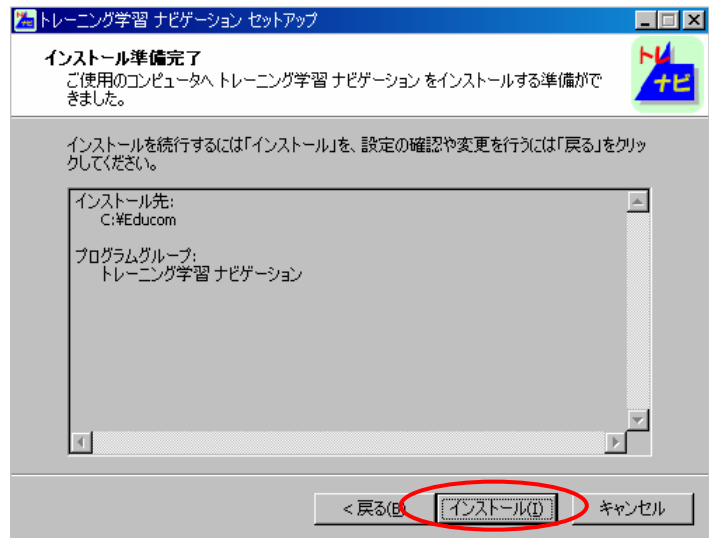 トレーニング学習 ナビゲーション セットアップ
インストール準備完了
ご使用のコンピュータへ トレーニング学習 ナビゲーション をインストールする準備がで
きました。
トレ
ナビ
インストールを続行するには「インストール」を、設定の確認や変更を行うには「戻る」をクリッ
クしてください。
インストール先:
C:¥Educom
プログラムグループ:
トレーニング学習 ナビゲーション
< 戻る(B)
インストール(I)
キャンセル